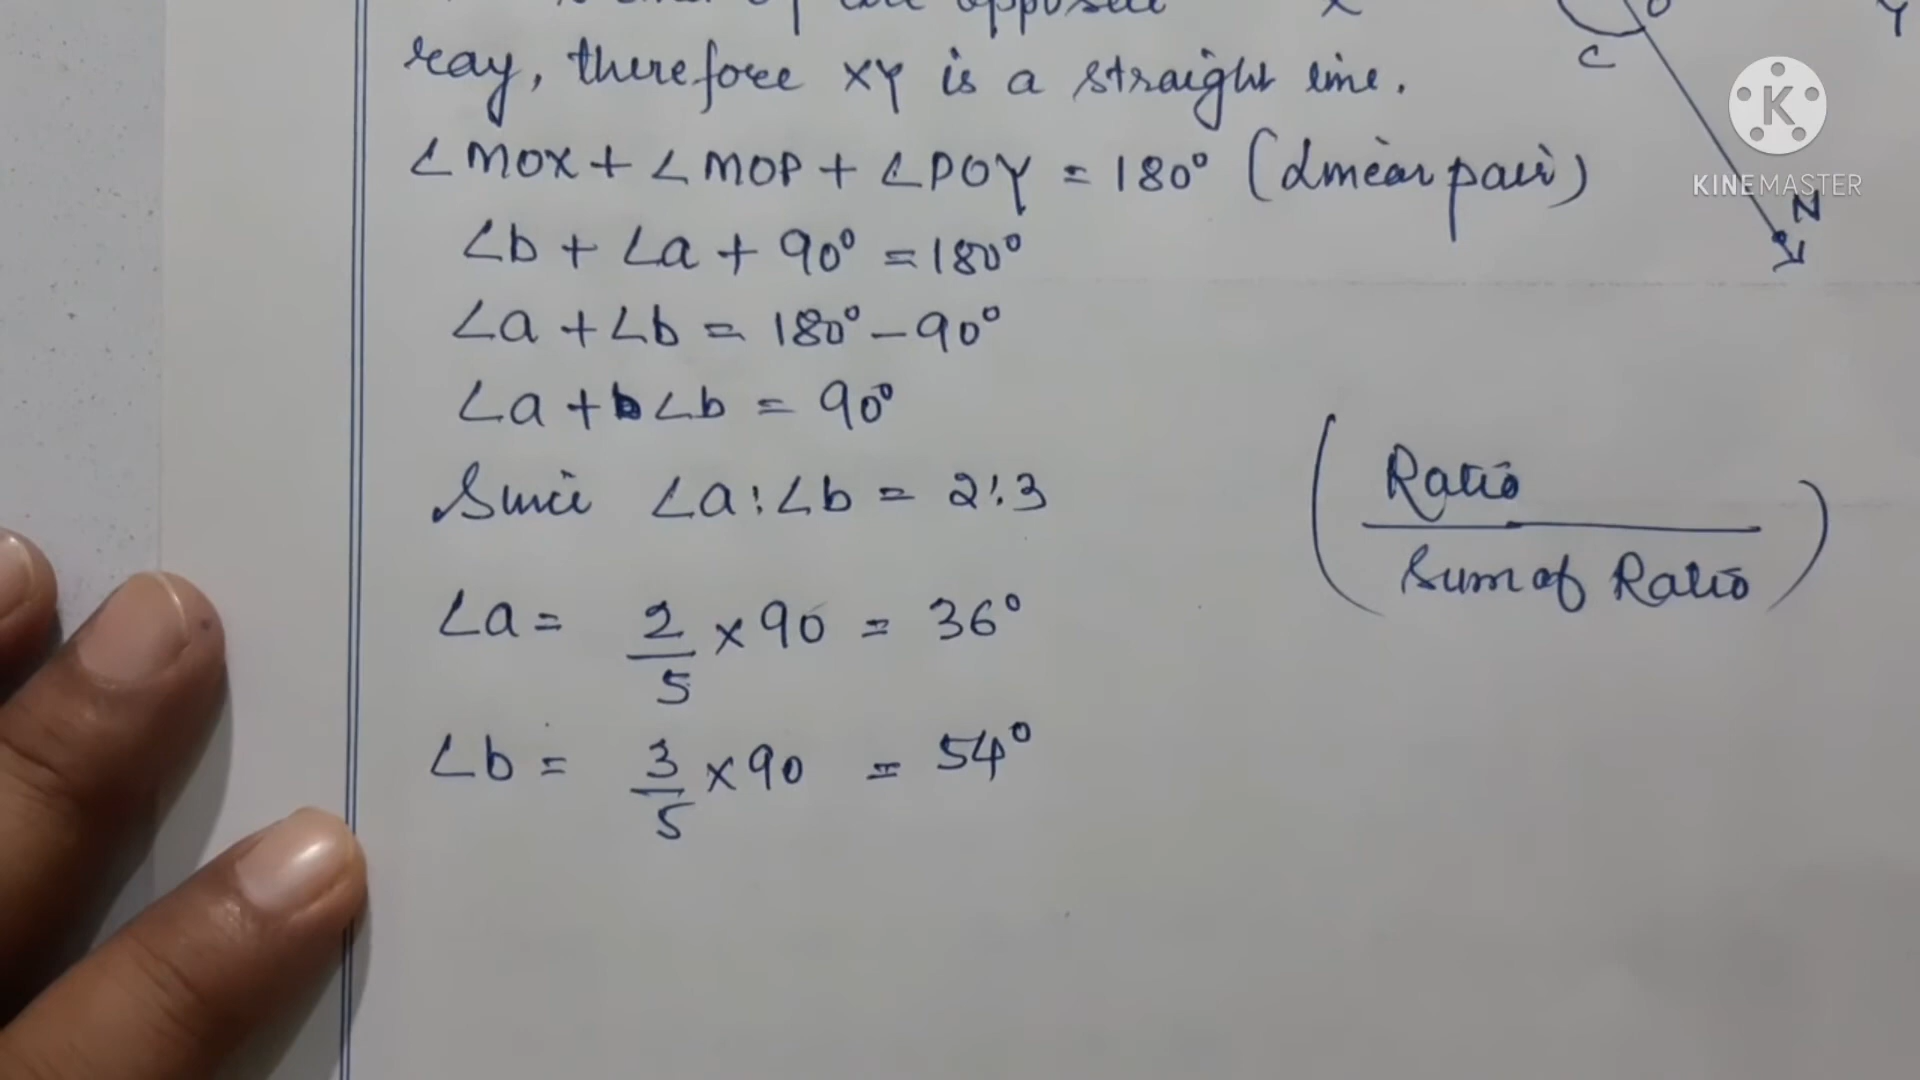 opposed X O Y
ray, therefore XY is a straight line. C
K
KINEMASTER
∠MOX + ∠MOP + ∠POY = 180° (Linear pair) N
∠b + ∠a + 90° = 180°
∠a + ∠b = 180° - 90°
∠a + ∠b = 90°
Since ∠a : ∠b = 2:3
(Ratio / Sum of Ratio)
∠a = 2/5 × 90 = 36°
∠b = 3/5 × 90 = 54°